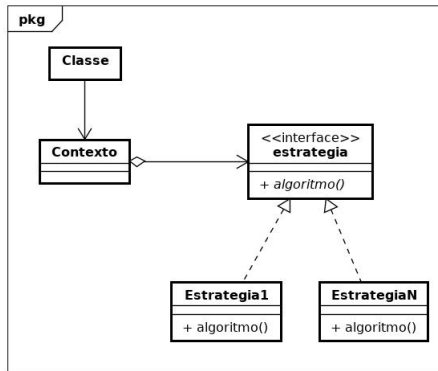 pkg
Classe
Contexto
<<interface>>
estrategia
+ algoritmo()
Estrategia1
+ algoritmo()
EstrategiaN
+ algoritmo()